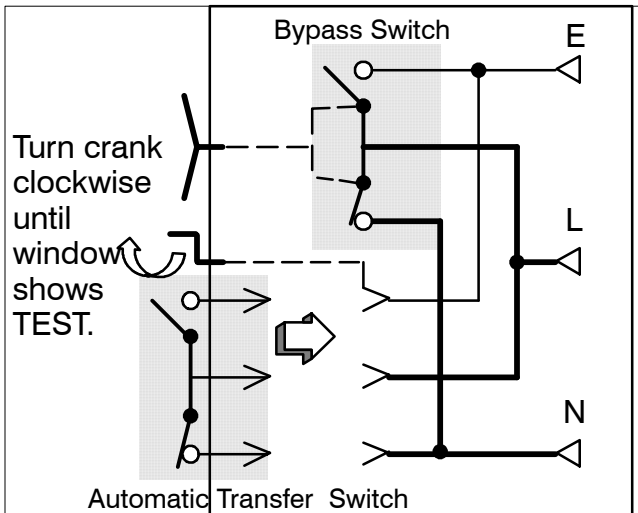 Bypass Switch
E
Turn crank
clockwise
until
window
shows
TEST.
L
N
Automatic Transfer Switch